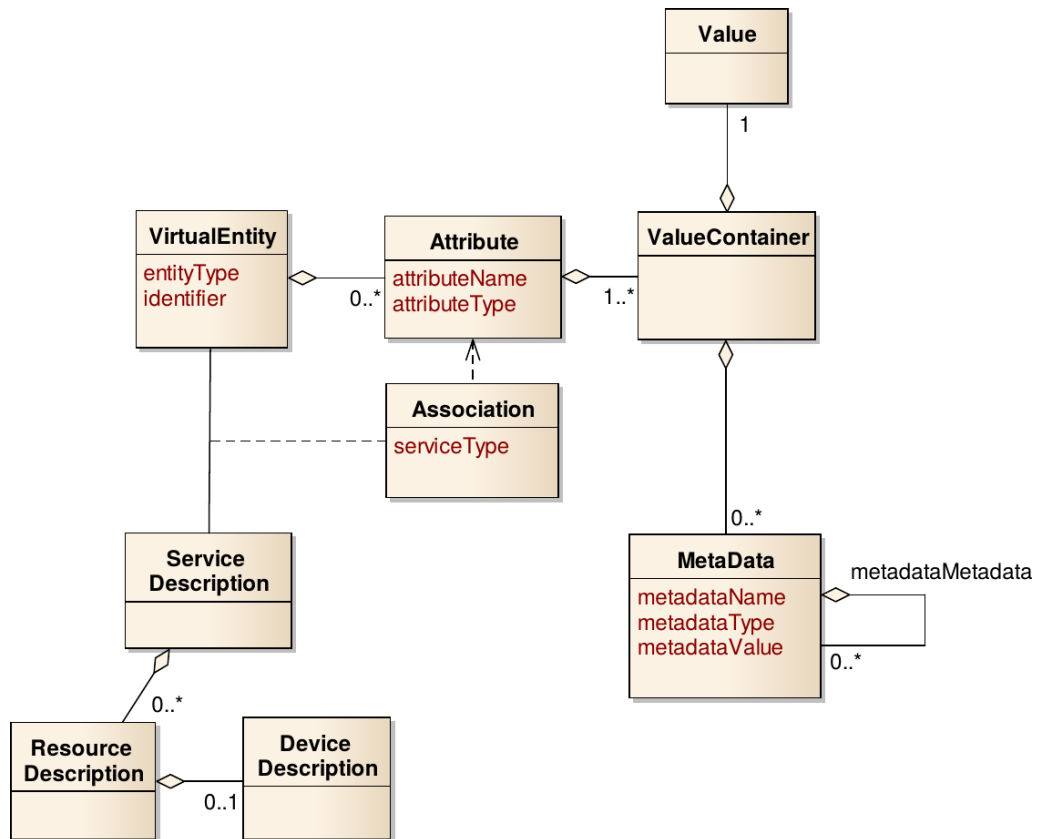 Value
1
VirtualEntity
entityType
identifier
0..*
Attribute
attributeName
attributeType
1..*
ValueContainer
Association
serviceType
0..*
Service
Description
MetaData
metadataName
metadataType
metadataValue
metadataMetadata
0..*
0..*
Resource
Description
0..1
Device
Description